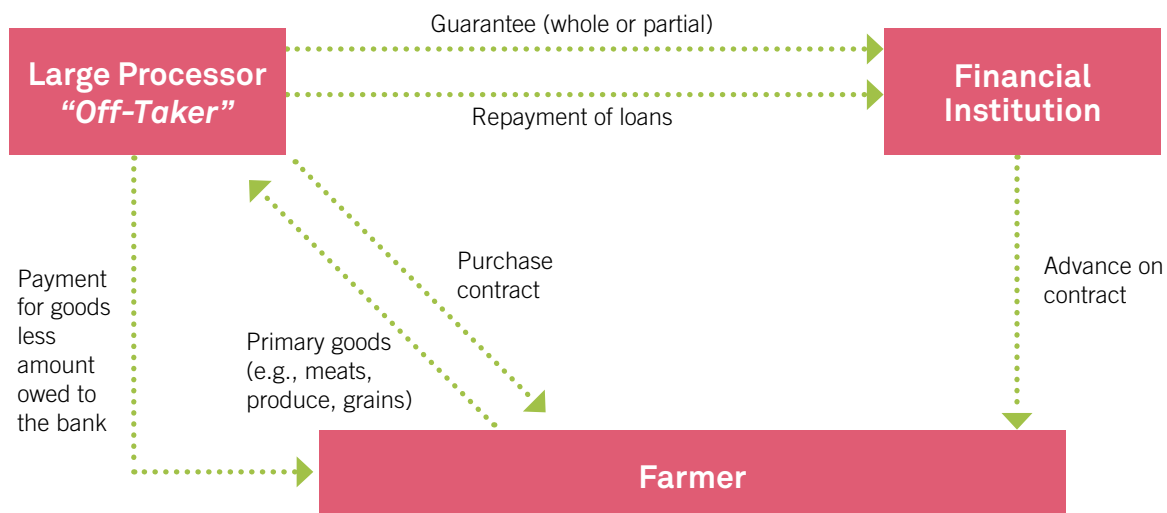 Guarantee (whole or partial)
Large Processor
“Off-Taker”
Financial
Institution
Repayment of loans
Payment
for goods
less
amount
owed to
the bank
Purchase
contract
Primary goods
(e.g., meats,
produce, grains)
Advance on
contract
Farmer